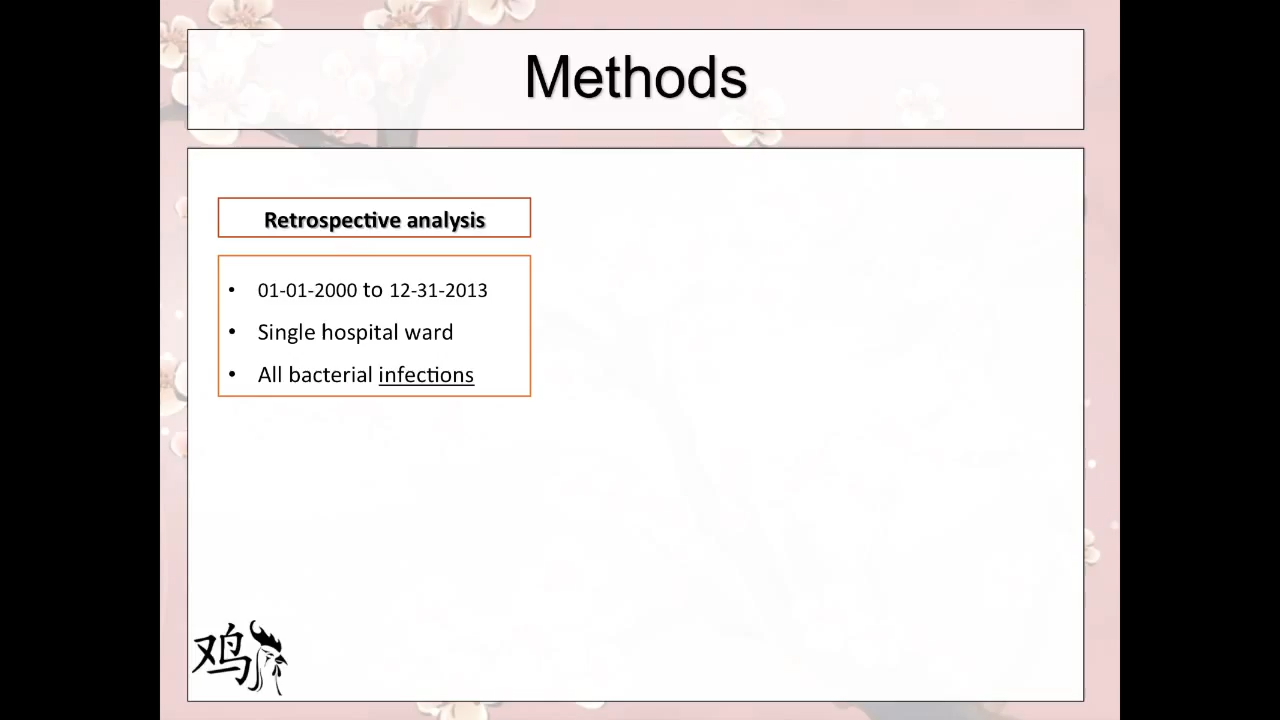 Methods
Retrospective analysis
• 01-01-2000 to 12-31-2013
• Single hospital ward
• All bacterial infections
鸡